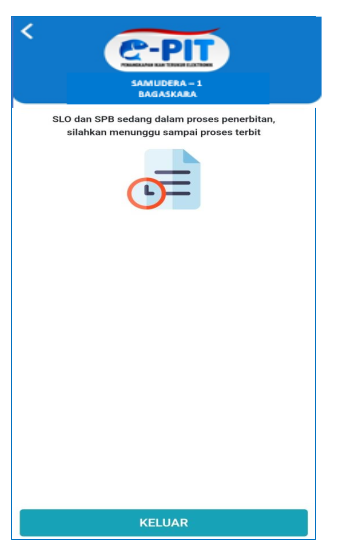 e-PIT
PENANGKAPAN IKAN TERUKUR ELEKTRONIK
SAMUDERA – 1
BAGASKARA
SLO dan SPB sedang dalam proses penerbitan,
silahkan menunggu sampai proses terbit
KELUAR